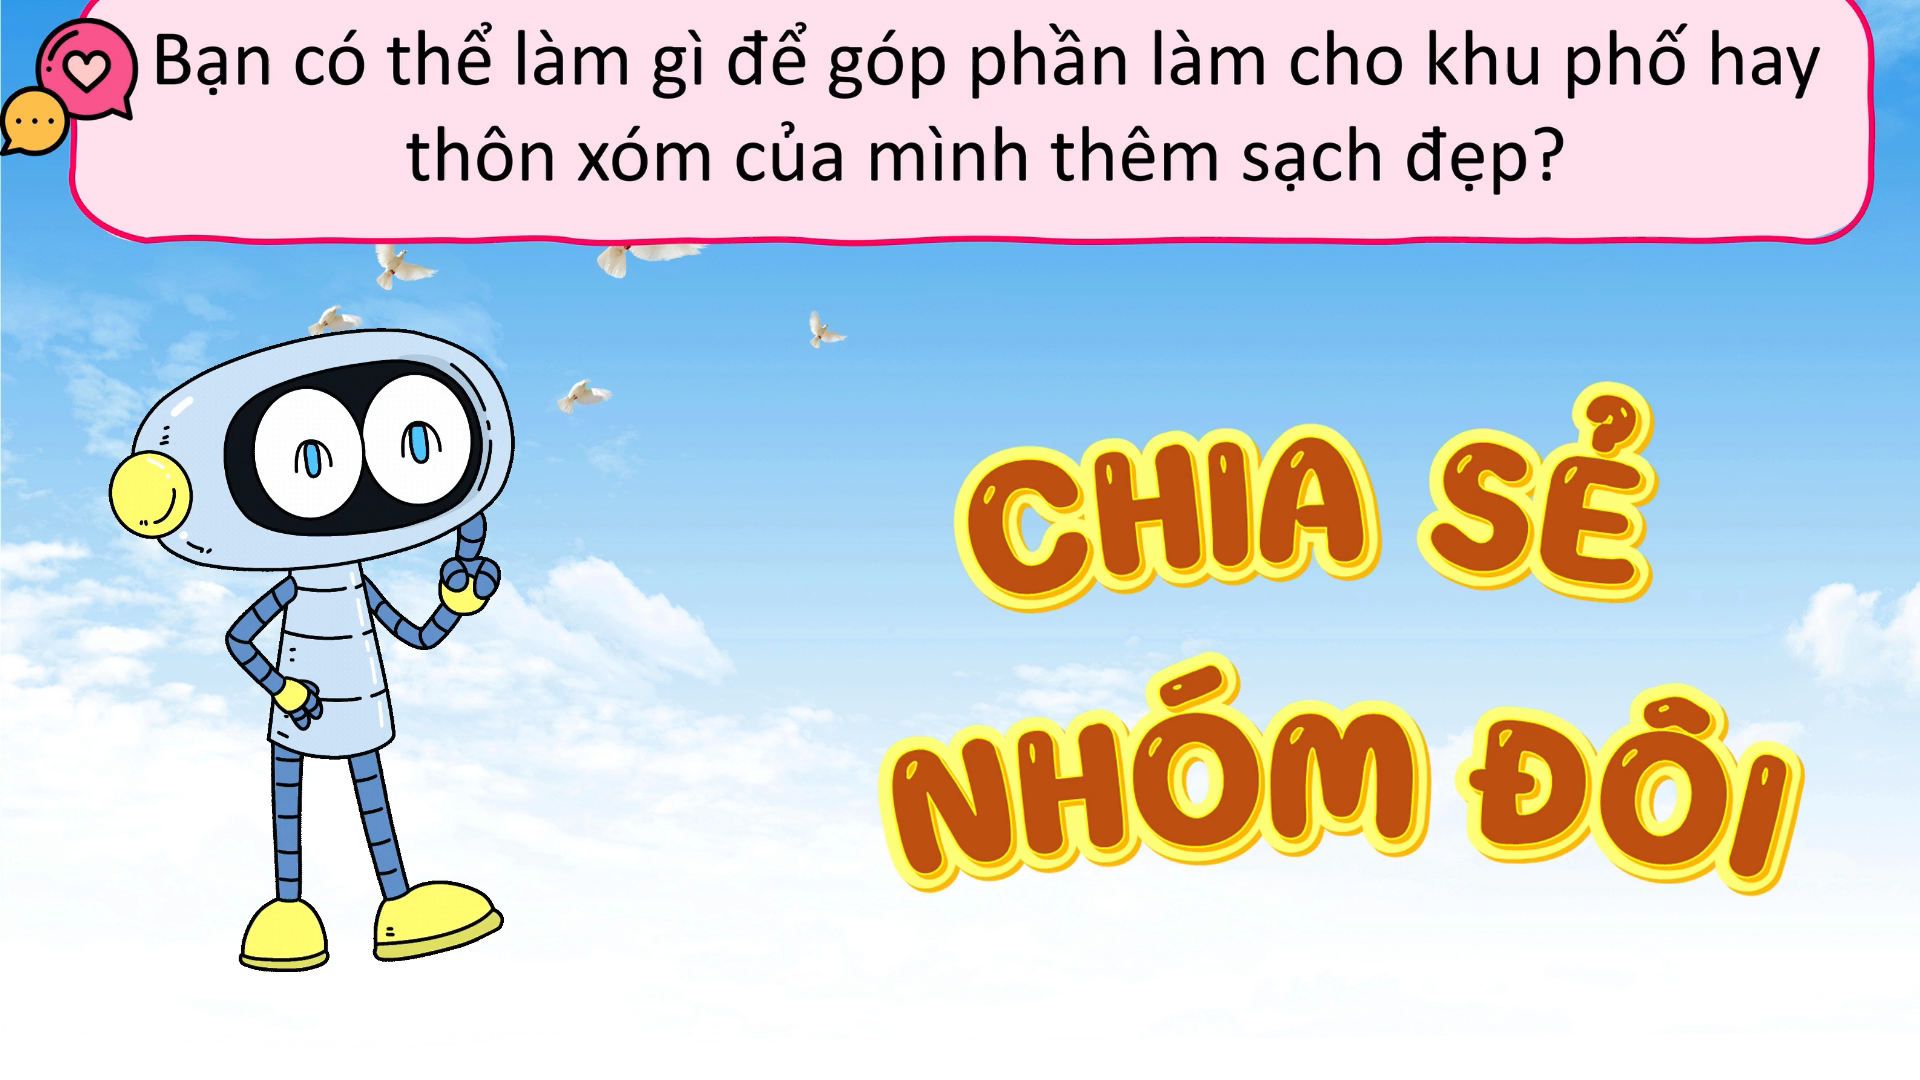 Bạn có thể làm gì để góp phần làm cho khu phố hay
thôn xóm của mình thêm sạch đẹp?
CHIA SẺ
NHÓM ĐÔI